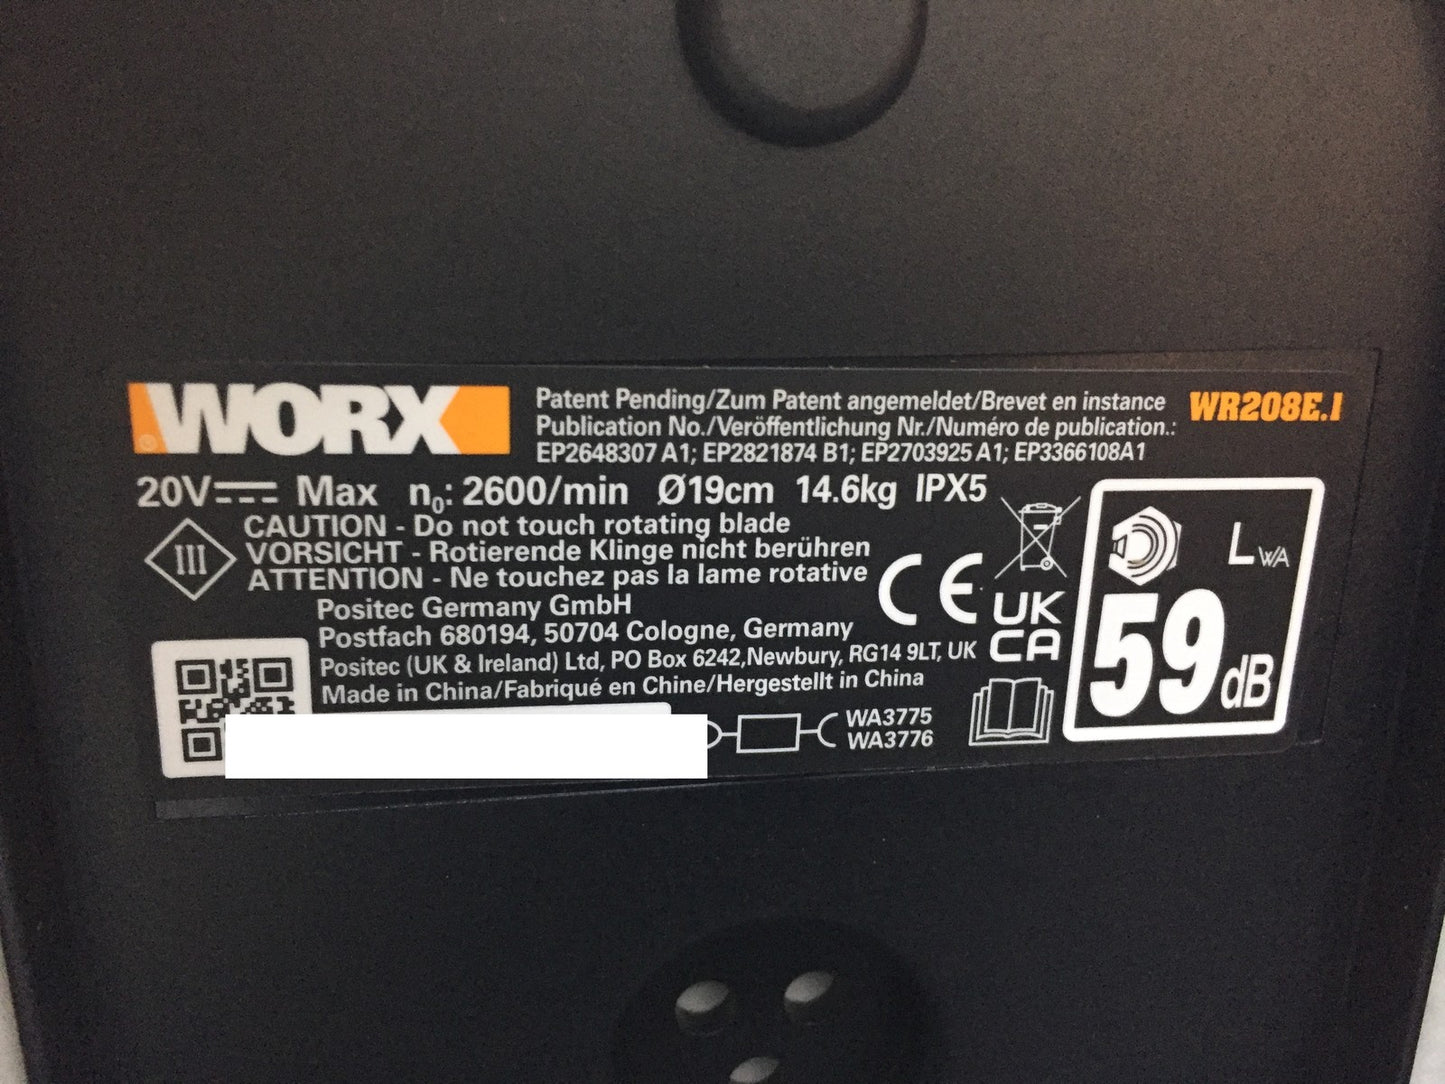 WORX
Patent Pending/Zum Patent angemeldet/Brevet en instance
WR208E.1
Publication No./Veröffentlichung Nr./Numéro de publication.:
EP2648307 A1; EP2821874 B1; EP2703925 A1; EP3366108A1
20V Max n0: 2600/min Ø19cm 14.6kg IPX5
III
CAUTION - Do not touch rotating blade
VORSICHT - Rotierende Klinge nicht berühren
ATTENTION - Ne touchez pas la lame rotative
CE
UK
CA
LWA
59dB
Positec Germany GmbH
Postfach 680194, 50704 Cologne, Germany
Positec (UK & Ireland) Ltd, PO Box 6242,Newbury, RG14 9LT, UK
Made in China/Fabriqué en Chine/Hergestellt in China
WA3775
WA3776